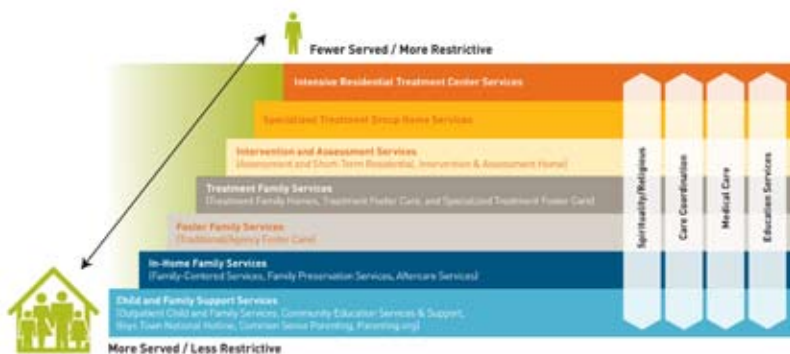 Fewer Served / More Restrictive
Intensive Residential Treatment Center Services
Specialized Treatment Group Home Services
Intervention and Assessment Services
(Assessment and Short-Term Residential, Intervention & Assessment Home)
Treatment Family Services
(Treatment Family Homes, Treatment Foster Care, and Specialized Treatment Foster Care)
Foster Family Services
(Traditional/Agency Foster Care)
In-Home Family Services
(Family-Centered Services, Family Preservation Services, Aftercare Services)
Child and Family Support Services
(Outpatient Child and Family Services, Community Education Services & Support,
Boys Town National Hotline, Common Sense Parenting, Parenting.org)
More Served / Less Restrictive
Spirituality/Religious
Care Coordination
Medical Care
Education Services